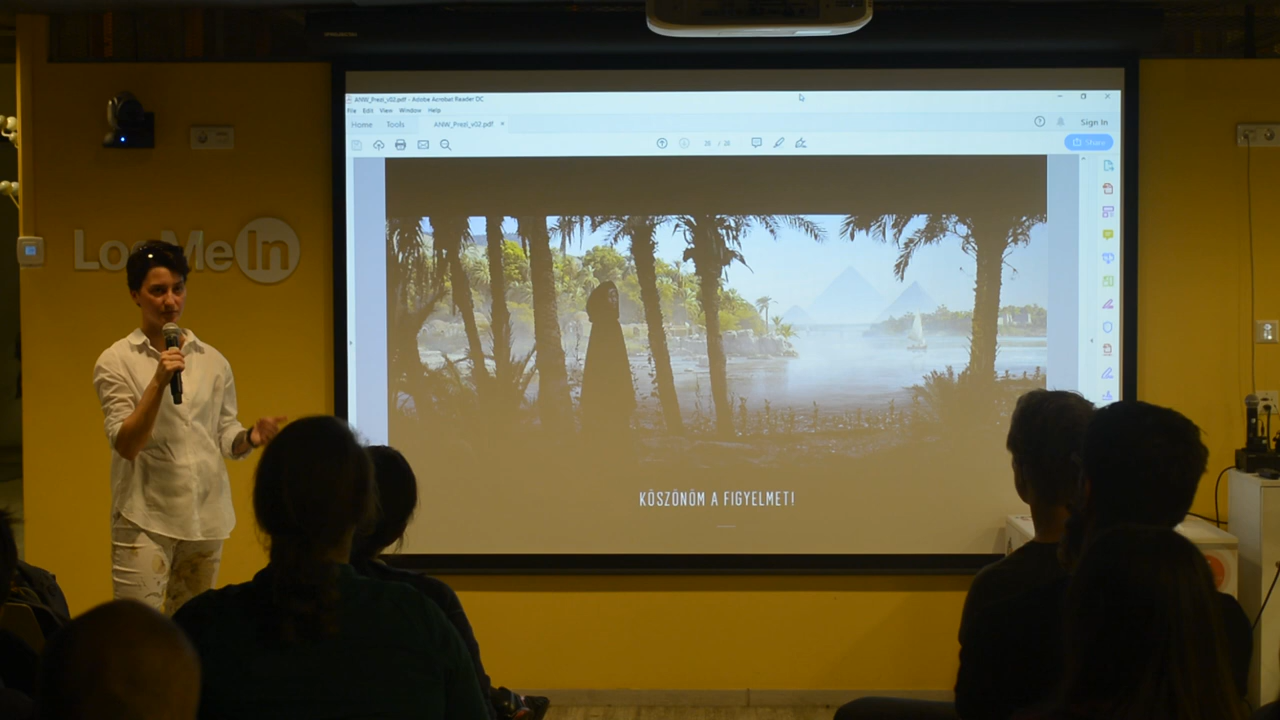 ANW_Prezi_v02.pdf - Adobe Acrobat Reader DC
File Edit View Window Help
Home Tools ANW_Prezi_v02.pdf × Sign In
Share
LogMeIn
KÖSZÖNÖM A FIGYELMET!